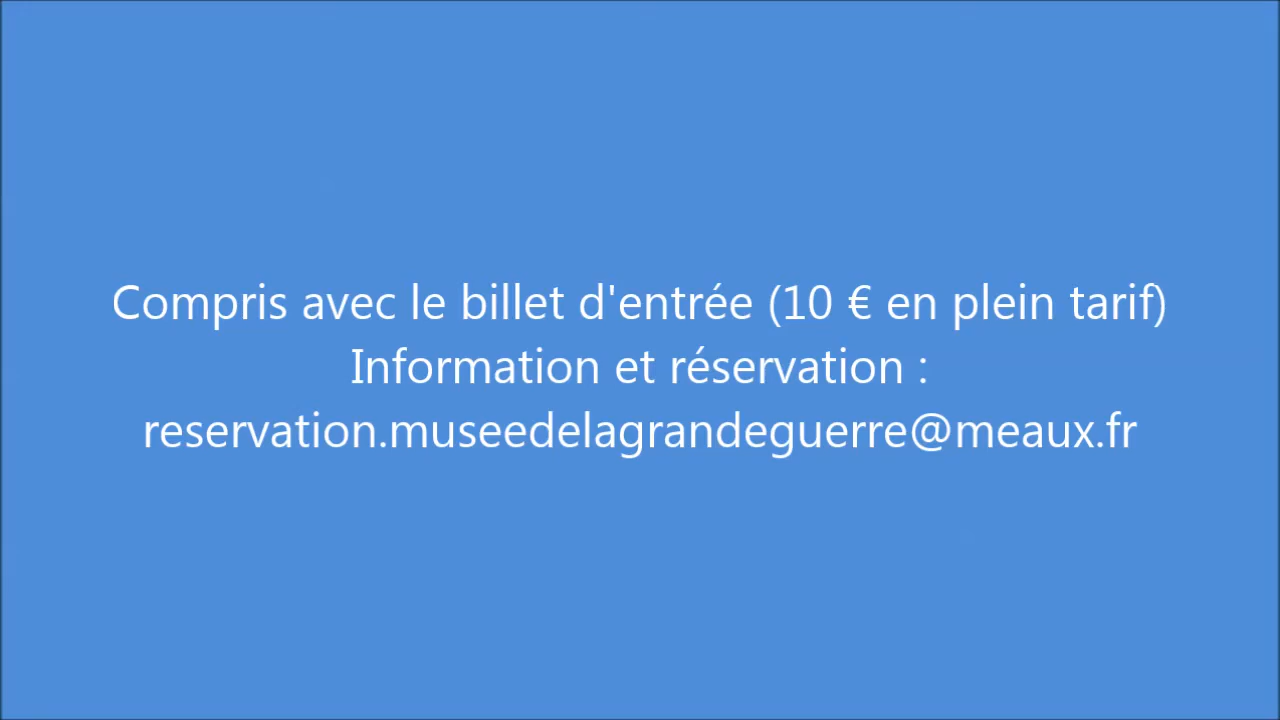 Compris avec le billet d'entrée (10 € en plein tarif)
Information et réservation :
reservation.museedelagrandeguerre@meaux.fr